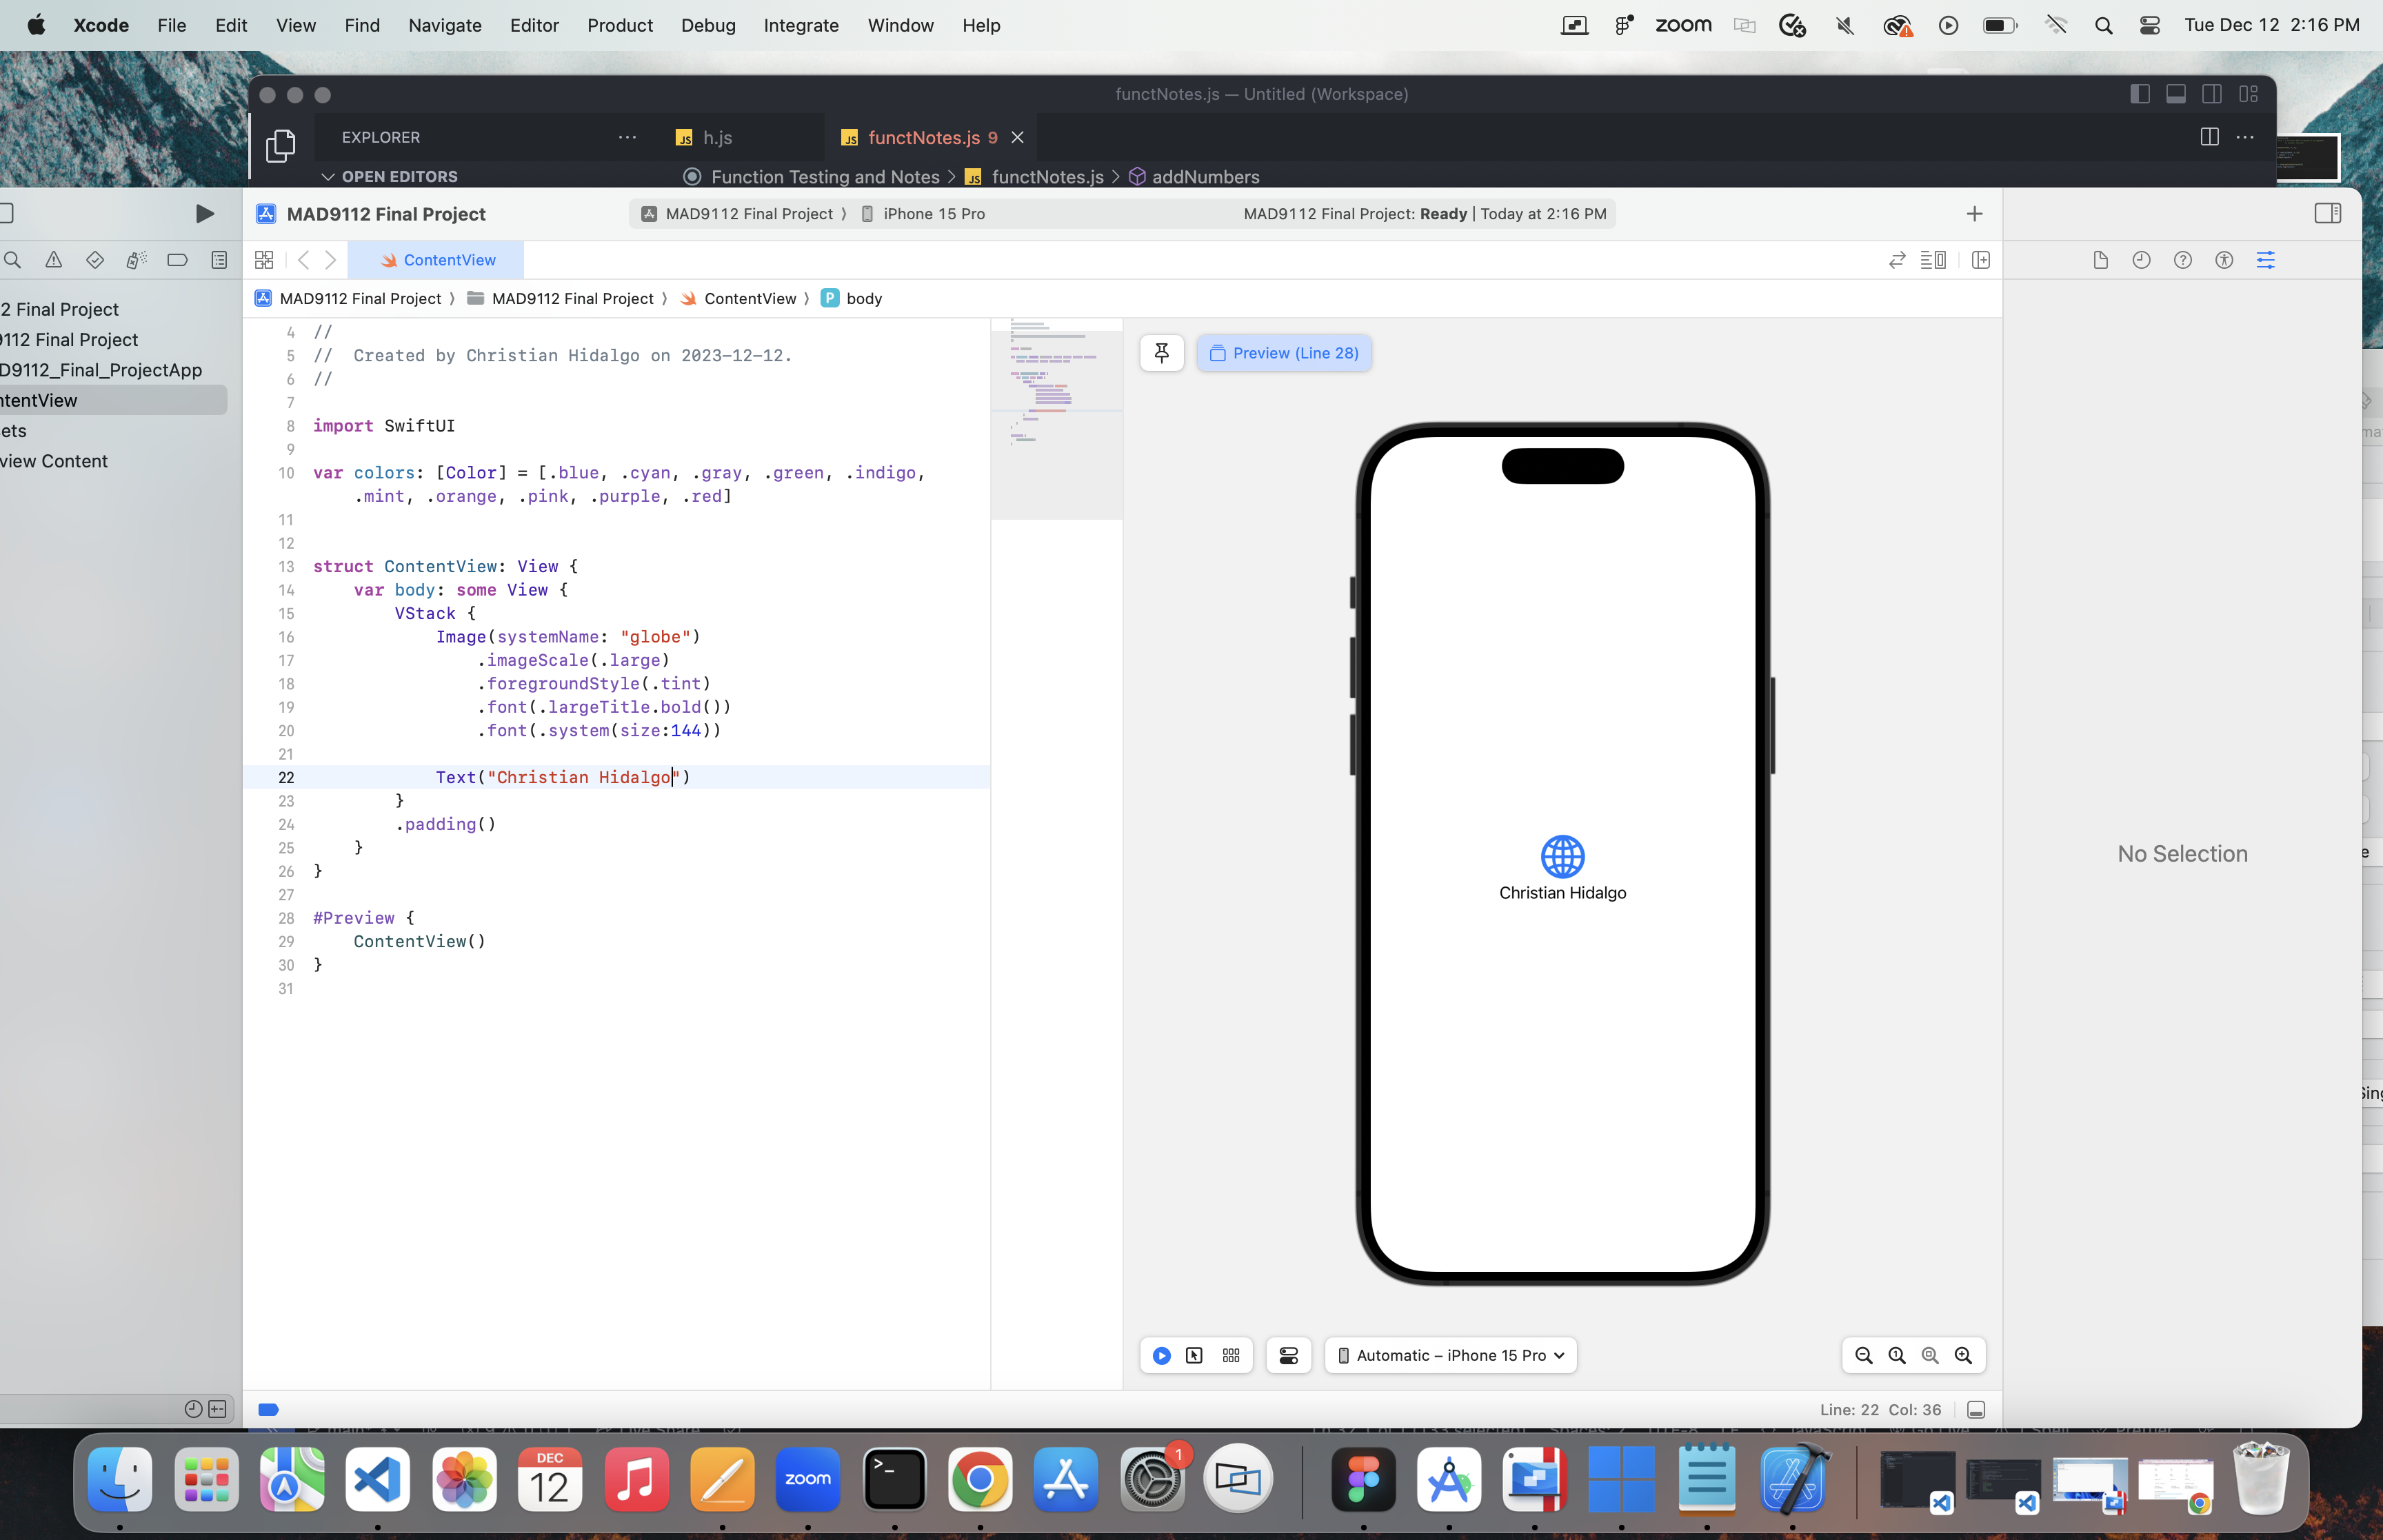 Xcode File Edit View Find Navigate Editor Product Debug Integrate Window Help zoom Tue Dec 12 2:16 PM
functNotes.js — Untitled (Workspace)
EXPLORER ··· JS h.js JS functNotes.js 9
OPEN EDITORS Function Testing and Notes > JS functNotes.js > addNumbers
MAD9112 Final Project MAD9112 Final Project 〉 iPhone 15 Pro MAD9112 Final Project: Ready | Today at 2:16 PM
ContentView
MAD9112 Final Project 〉 MAD9112 Final Project 〉 ContentView 〉 P body
2 Final Project
9112 Final Project
D9112_Final_ProjectApp
ntentView
ets
view Content
4 //
5 //  Created by Christian Hidalgo on 2023-12-12.
6 //
7
8 import SwiftUI
9
10 var colors: [Color] = [.blue, .cyan, .gray, .green, .indigo,
.mint, .orange, .pink, .purple, .red]
11
12
13 struct ContentView: View {
14 var body: some View {
15 VStack {
16 Image(systemName: "globe")
17 .imageScale(.large)
18 .foregroundStyle(.tint)
19 .font(.largeTitle.bold())
20 .font(.system(size:144))
21
22 Text("Christian Hidalgo")
23 }
24 .padding()
25 }
26 }
27
28 #Preview {
29 ContentView()
30 }
31
Preview (Line 28)
Christian Hidalgo
Automatic – iPhone 15 Pro
No Selection
Line: 22 Col: 36
DEC
12
zoom
>_
1